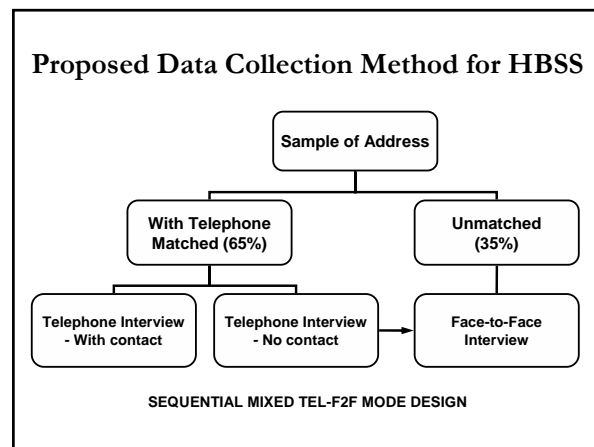 Proposed Data Collection Method for HBSS
Sample of Address
With Telephone
Matched (65%)
Unmatched
(35%)
Telephone Interview
- With contact
Telephone Interview
- No contact
Face-to-Face
Interview
SEQUENTIAL MIXED TEL-F2F MODE DESIGN